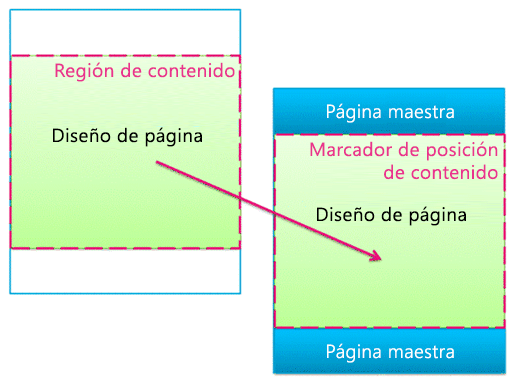 Región de contenido
Diseño de página
Página maestra
Marcador de posición
de contenido
Diseño de página
Página maestra